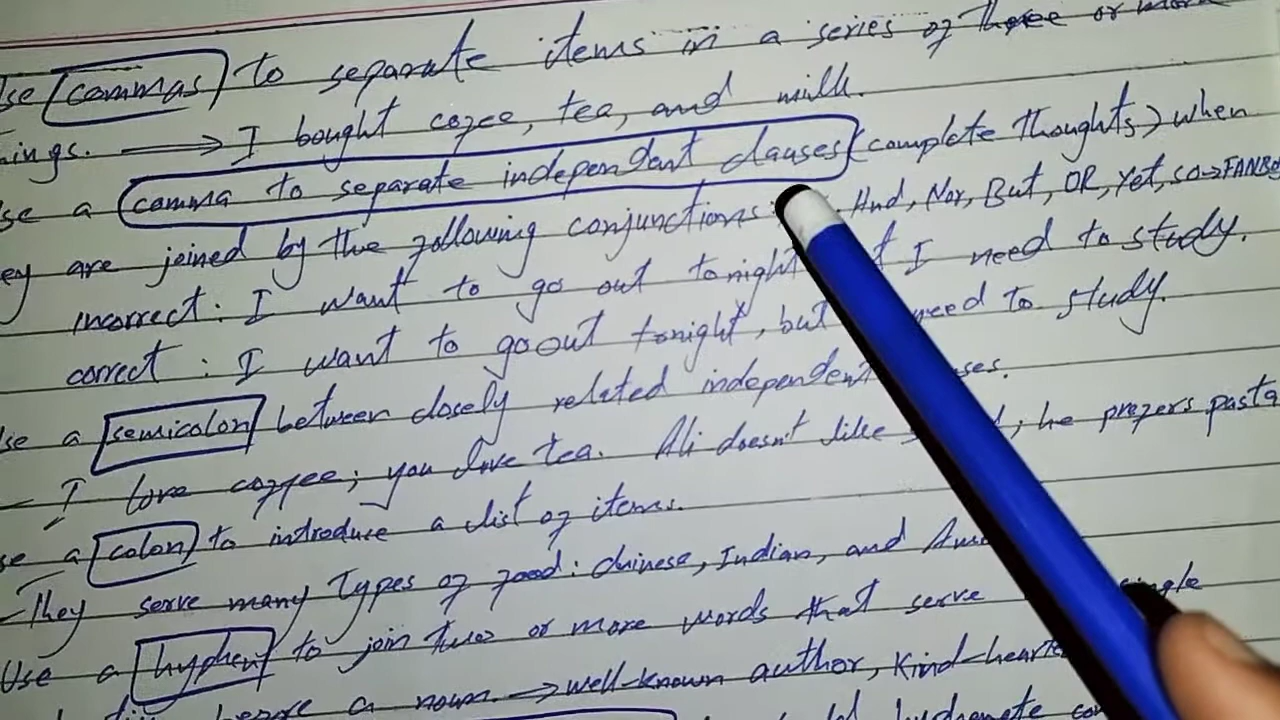 se commas to separate items in a series of three or more
ings. → I bought cofee, tea, and milk.
se a comma to separate independent clauses (complete thoughts) when
ey are joined by the following conjunctions And, Nor, But, OR, Yet, so→FANBO
incorrect: I want to go out tonight I need to study.
correct : I want to go out tonight, but need to study.
se a semicolon between closely related independent ses.
- I love coffee; you love tea. Ali doesn't like ; he prefers pasta
se a colon to introduce a list of items.
-They serve many types of food: chinese, Indian, and
Use a hyphen to join two or more words that serve single
before a noun. → well-known author, Kind-hearte